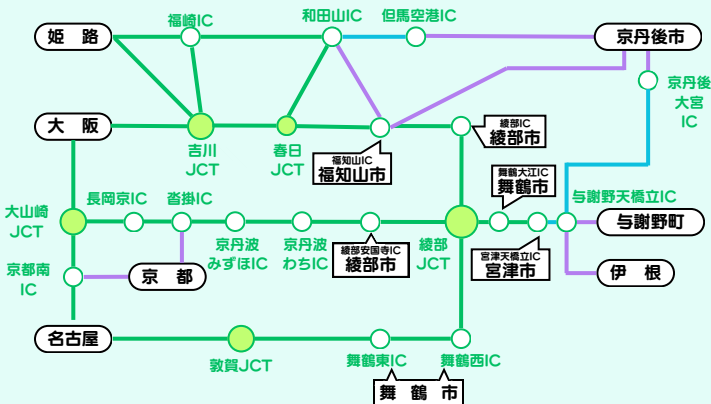 姫　路
福崎IC
和田山IC
但馬空港IC
京丹後市
京丹後
大宮
IC
大　阪
吉川
JCT
春日
JCT
福知山IC
福知山市
綾部IC
綾部市
舞鶴大江IC
舞鶴市
与謝野天橋立IC
大山崎
JCT
長岡京IC
沓掛IC
京丹波
みずほIC
京丹波
わちIC
綾部安国寺IC
綾部市
綾部
JCT
宮津天橋立IC
宮津市
与謝野町
京都南
IC
京　都
伊　根
名古屋
敦賀JCT
舞鶴東IC
舞鶴西IC
舞　鶴　市